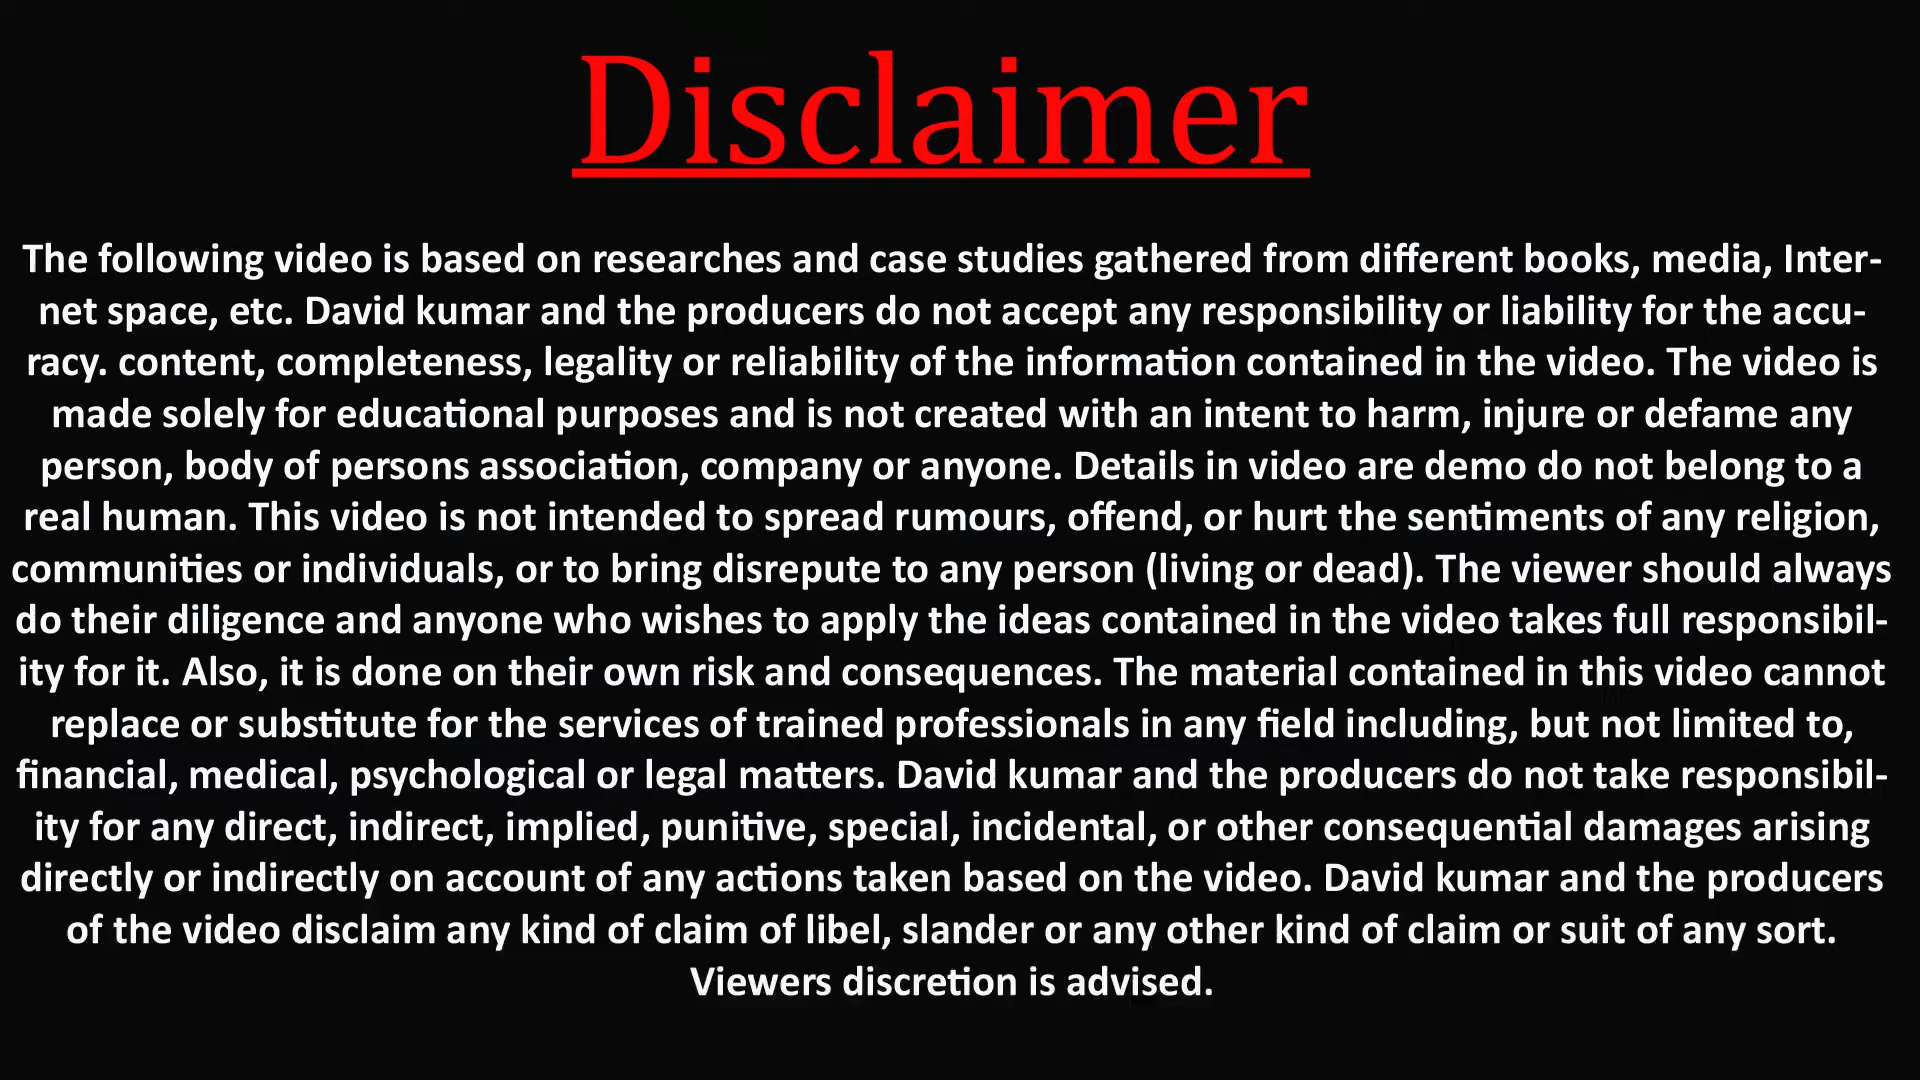 Disclaimer
The following video is based on researches and case studies gathered from different books, media, Inter-
net space, etc. David kumar and the producers do not accept any responsibility or liability for the accu-
racy. content, completeness, legality or reliability of the information contained in the video. The video is
made solely for educational purposes and is not created with an intent to harm, injure or defame any
person, body of persons association, company or anyone. Details in video are demo do not belong to a
real human. This video is not intended to spread rumours, offend, or hurt the sentiments of any religion,
communities or individuals, or to bring disrepute to any person (living or dead). The viewer should always
do their diligence and anyone who wishes to apply the ideas contained in the video takes full responsibil-
ity for it. Also, it is done on their own risk and consequences. The material contained in this video cannot
replace or substitute for the services of trained professionals in any field including, but not limited to,
financial, medical, psychological or legal matters. David kumar and the producers do not take responsibil-
ity for any direct, indirect, implied, punitive, special, incidental, or other consequential damages arising
directly or indirectly on account of any actions taken based on the video. David kumar and the producers
of the video disclaim any kind of claim of libel, slander or any other kind of claim or suit of any sort.
Viewers discretion is advised.